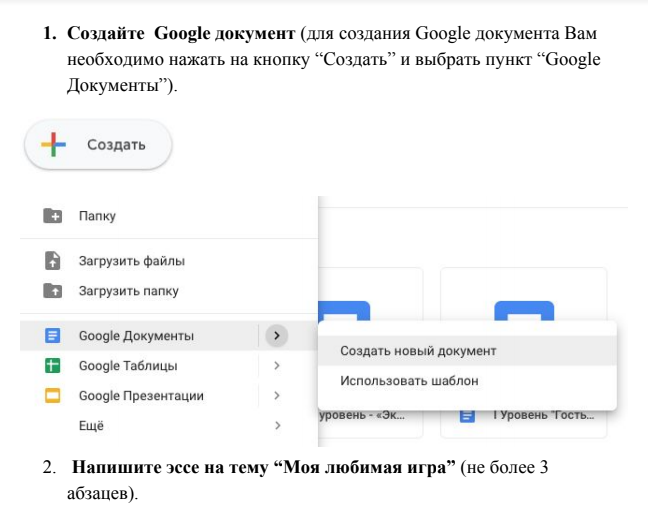 1. Создайте Google документ (для создания Google документа Вам
необходимо нажать на кнопку “Создать” и выбрать пункт “Google
Документы”).
Создать
Папку
Загрузить файлы
Загрузить папку
Google Документы
Google Таблицы
Google Презентации
Ещё
Создать новый документ
Использовать шаблон
уровень - «Эк...
I Уровень "Гость...
2. Напишите эссе на тему “Моя любимая игра” (не более 3
абзацев).